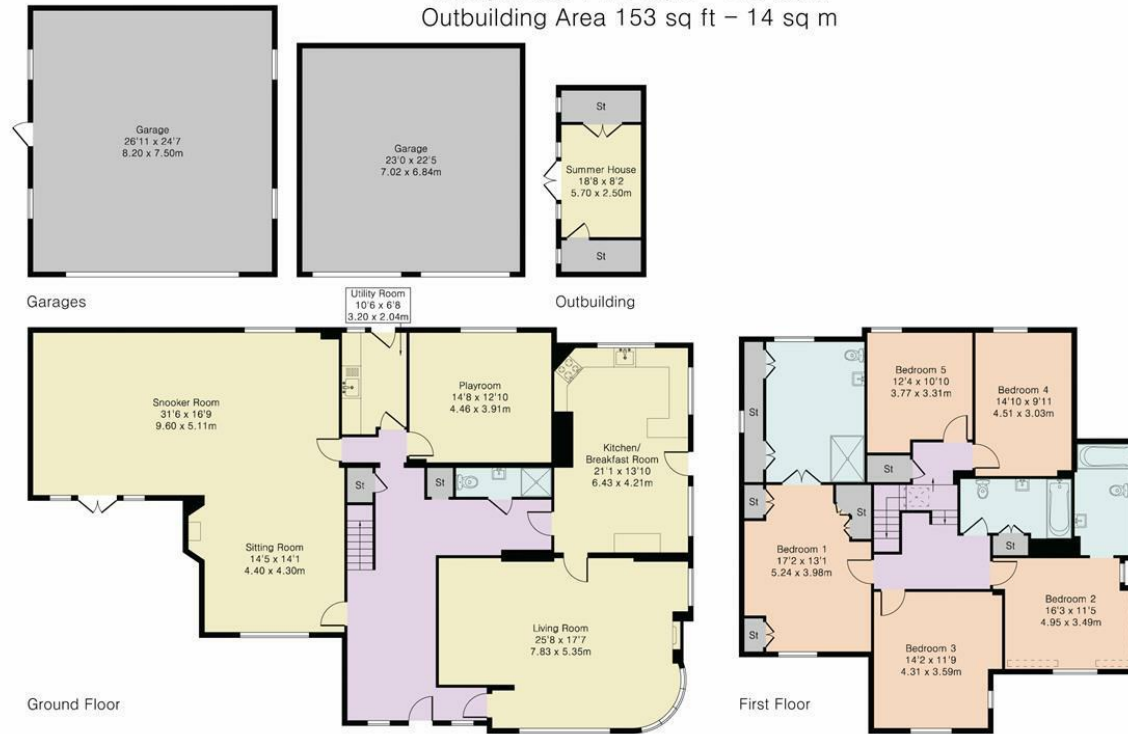 Outbuilding Area 153 sq ft – 14 sq m
Garage
26'11 x 24'7
8.20 x 7.50m
Garage
23'0 x 22'5
7.02 x 6.84m
St
Summer House
18'8 x 8'2
5.70 x 2.50m
St
Garages
Outbuilding
Utility Room
10'6 x 6'8
3.20 x 2.04m
Snooker Room
31'6 x 16'9
9.60 x 5.11m
Playroom
14'8 x 12'10
4.46 x 3.91m
Kitchen/
Breakfast Room
21'1 x 13'10
6.43 x 4.21m
St
St
Sitting Room
14'5 x 14'1
4.40 x 4.30m
Living Room
25'8 x 17'7
7.83 x 5.35m
Ground Floor
St
Bedroom 5
12'4 x 10'10
3.77 x 3.31m
Bedroom 4
14'10 x 9'11
4.51 x 3.03m
St
St
St
St
Bedroom 1
17'2 x 13'1
5.24 x 3.98m
Bedroom 2
16'3 x 11'5
4.95 x 3.49m
St
Bedroom 3
14'2 x 11'9
4.31 x 3.59m
First Floor